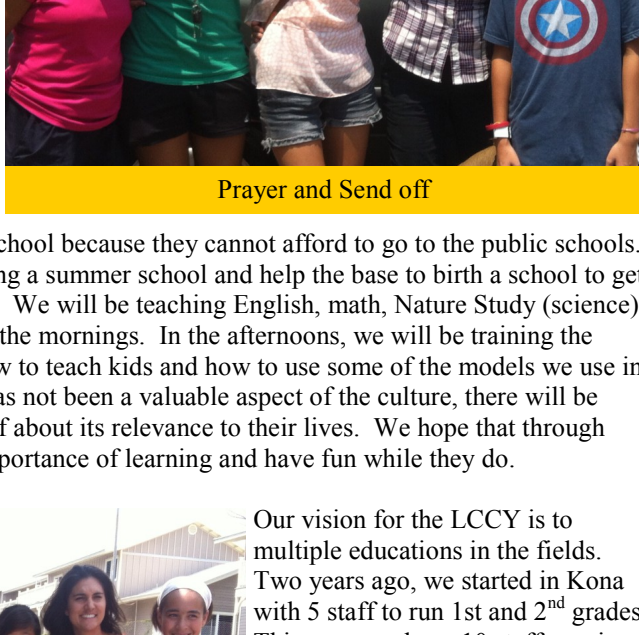 Prayer and Send off
chool because they cannot afford to go to the public schools.
ng a summer school and help the base to birth a school to get
We will be teaching English, math, Nature Study (science)
the mornings.  In the afternoons, we will be training the
w to teach kids and how to use some of the models we use in
as not been a valuable aspect of the culture, there will be
f about its relevance to their lives.  We hope that through
portance of learning and have fun while they do.
Our vision for the LCCY is to
multiple educations in the fields.
Two years ago, we started in Kona
with 5 staff to run 1st and 2nd grades